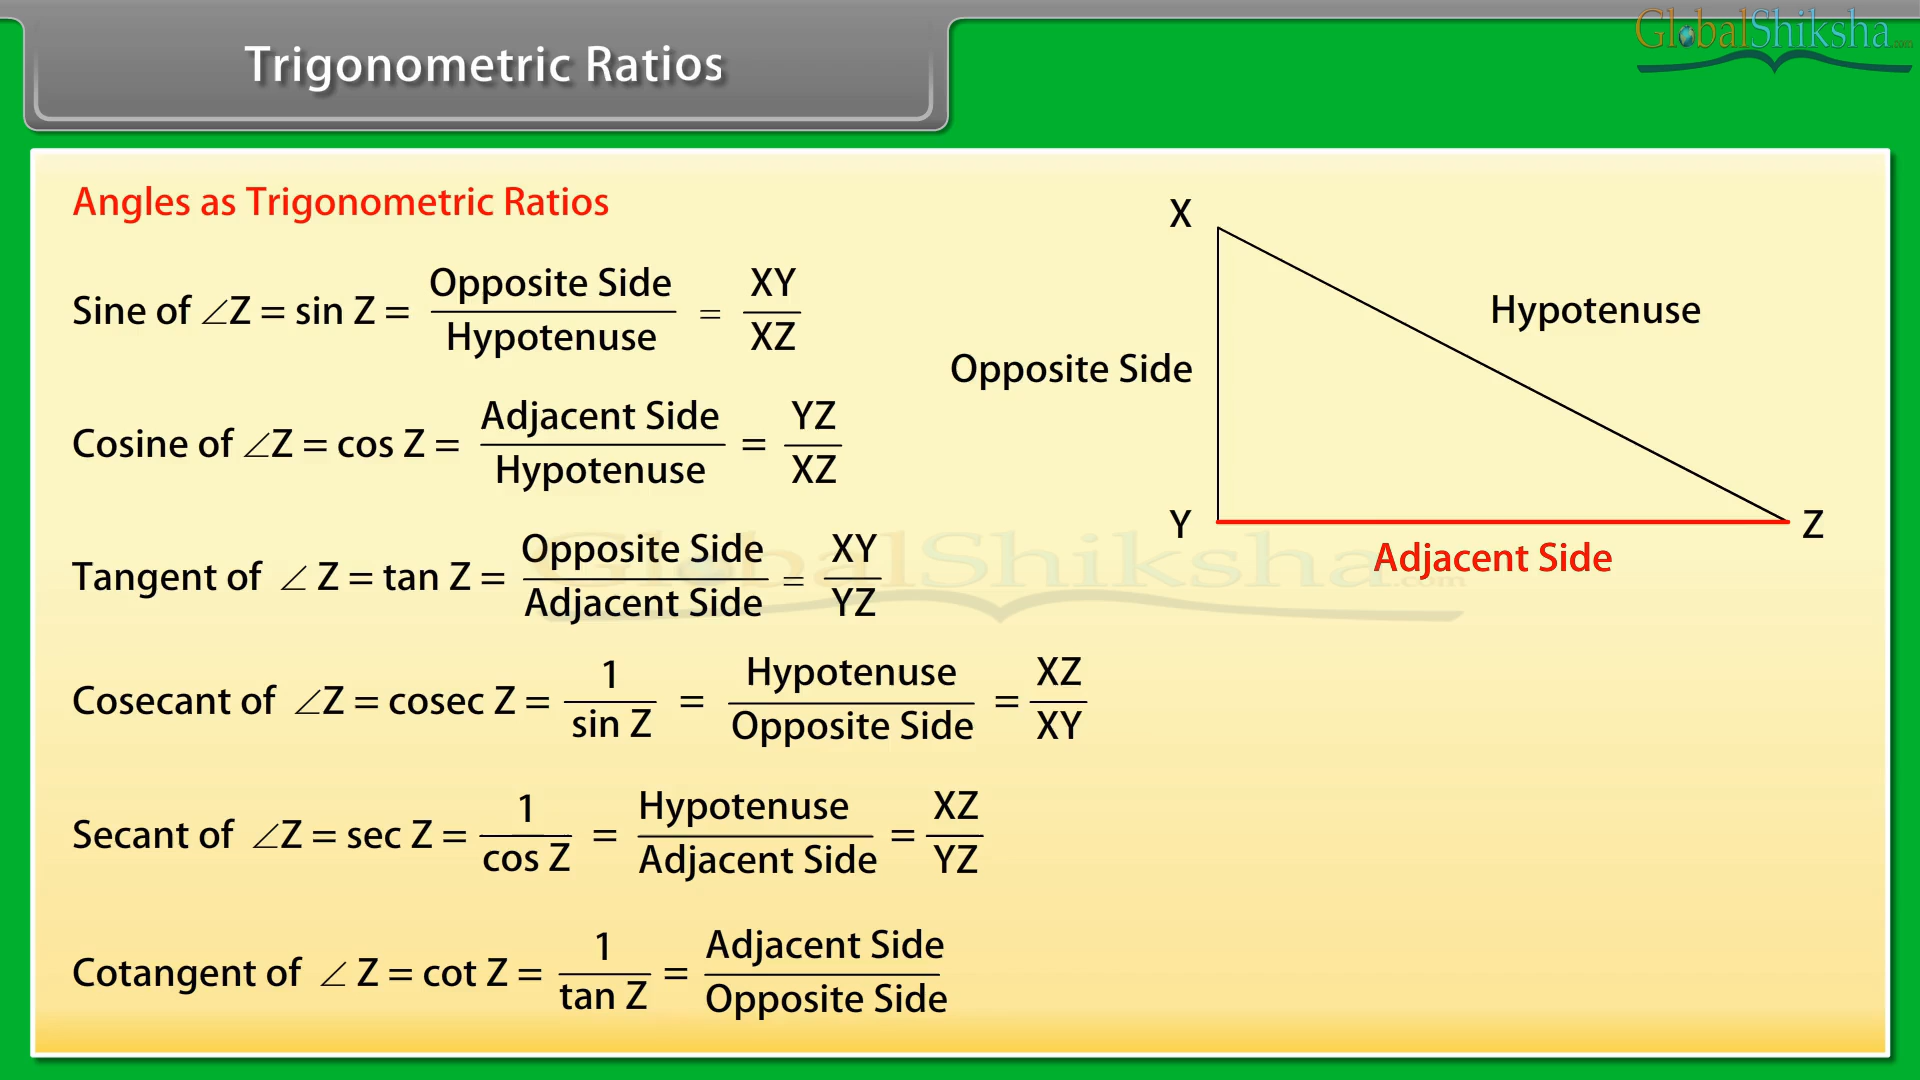 Trigonometric Ratios
GlobalShiksha.com
Angles as Trigonometric Ratios
Sine of ∠Z = sin Z = Opposite Side / Hypotenuse = XY / XZ
Cosine of ∠Z = cos Z = Adjacent Side / Hypotenuse = YZ / XZ
Tangent of ∠ Z = tan Z = Opposite Side / Adjacent Side = XY / YZ
Cosecant of ∠Z = cosec Z = 1 / sin Z = Hypotenuse / Opposite Side = XZ / XY
Secant of ∠Z = sec Z = 1 / cos Z = Hypotenuse / Adjacent Side = XZ / YZ
Cotangent of ∠ Z = cot Z = 1 / tan Z = Adjacent Side / Opposite Side
X
Hypotenuse
Opposite Side
Y
Z
Adjacent Side
GlobalShiksha.com